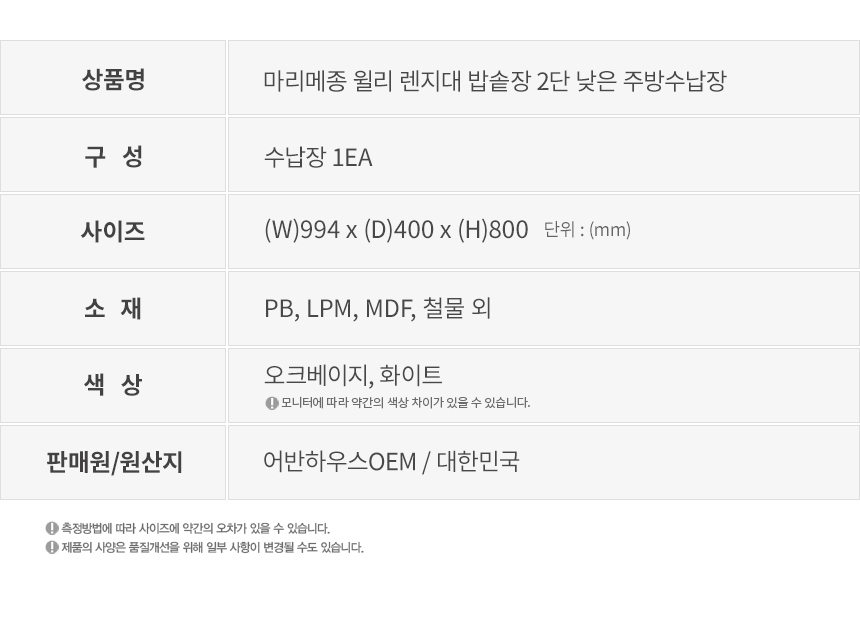 상품명
마리메종 윌리 렌지대 밥솥장 2단 낮은 주방수납장
구 성
수납장 1EA
사이즈
(W)994 x (D)400 x (H)800 단위 : (mm)
소 재
PB, LPM, MDF, 철물 외
색 상
오크베이지, 화이트
모니터에 따라 약간의 색상 차이가 있을 수 있습니다.
판매원/원산지
어반하우스OEM / 대한민국
측정방법에 따라 사이즈에 약간의 오차가 있을 수 있습니다.
제품의 사양은 품질개선을 위해 일부 사항이 변경될 수도 있습니다.